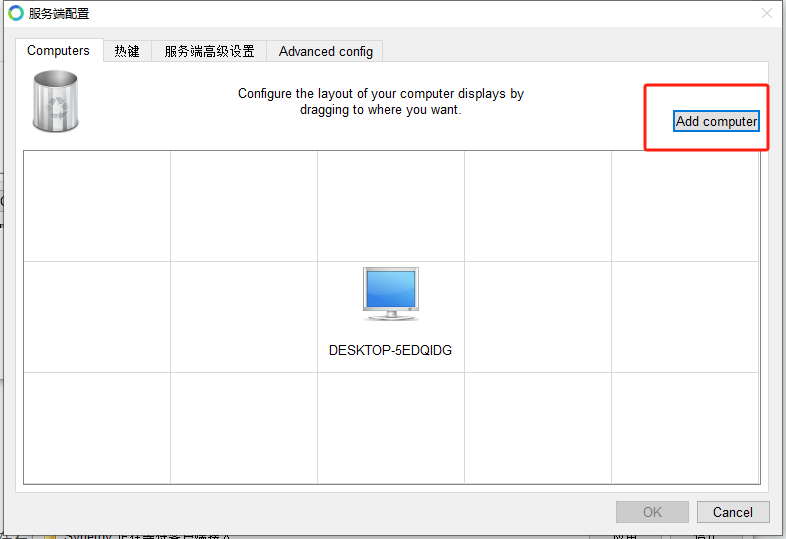 服务端配置
Computers
热键
服务端高级设置
Advanced config
Configure the layout of your computer displays by
dragging to where you want.
Add computer
DESKTOP-5EDQIDG
OK
Cancel